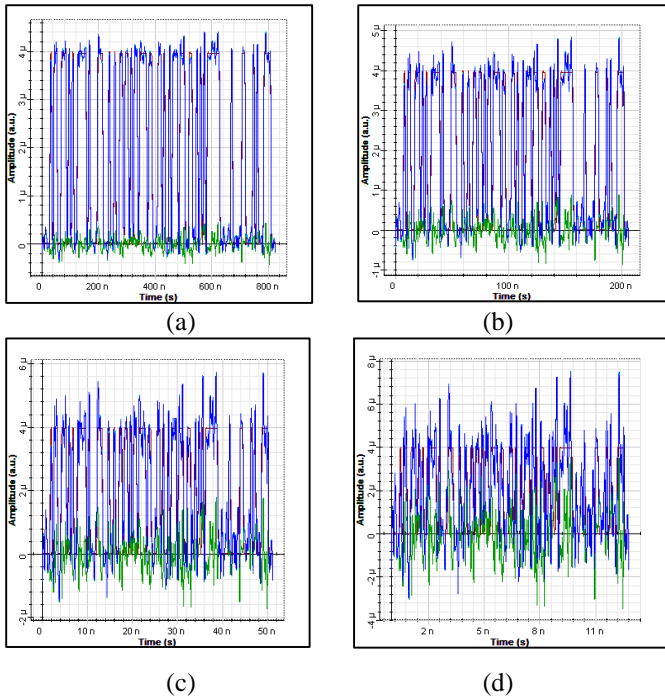 4 µ
3 µ
2 µ
1 µ
0
Amplitude (a.u.)
0
200 n
400 n
600 n
800 n
Time (s)
(a)
5 µ
4 µ
3 µ
2 µ
1 µ
0
-1 µ
Amplitude (a.u.)
0
100 n
200 n
Time (s)
(b)
6 µ
4 µ
2 µ
0
-2 µ
Amplitude (a.u.)
0
10 n
20 n
30 n
40 n
50 n
Time (s)
(c)
8 µ
6 µ
4 µ
2 µ
0
-2 µ
-4 µ
Amplitude (a.u.)
2 n
5 n
8 n
11 n
Time (s)
(d)